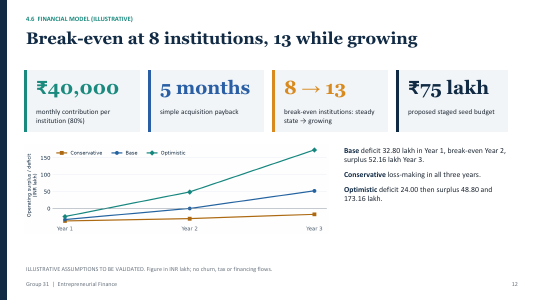 4.6 FINANCIAL MODEL (ILLUSTRATIVE)
Break-even at 8 institutions, 13 while growing
₹40,000
monthly contribution per
institution (80%)
5 months
simple acquisition payback
8 → 13
break-even institutions: steady
state → growing
₹75 lakh
proposed staged seed budget
Operating surplus / deficit
(INR lakh)
Conservative Base Optimistic
150
100
50
0
Year 1 Year 2 Year 3
Base deficit 32.80 lakh in Year 1, break-even Year 2,
surplus 52.16 lakh Year 3.
Conservative loss-making in all three years.
Optimistic deficit 24.00 then surplus 48.80 and
173.16 lakh.
ILLUSTRATIVE ASSUMPTIONS TO BE VALIDATED. Figure in INR lakh; no churn, tax or financing flows.
Group 31 | Entrepreneurial Finance
12